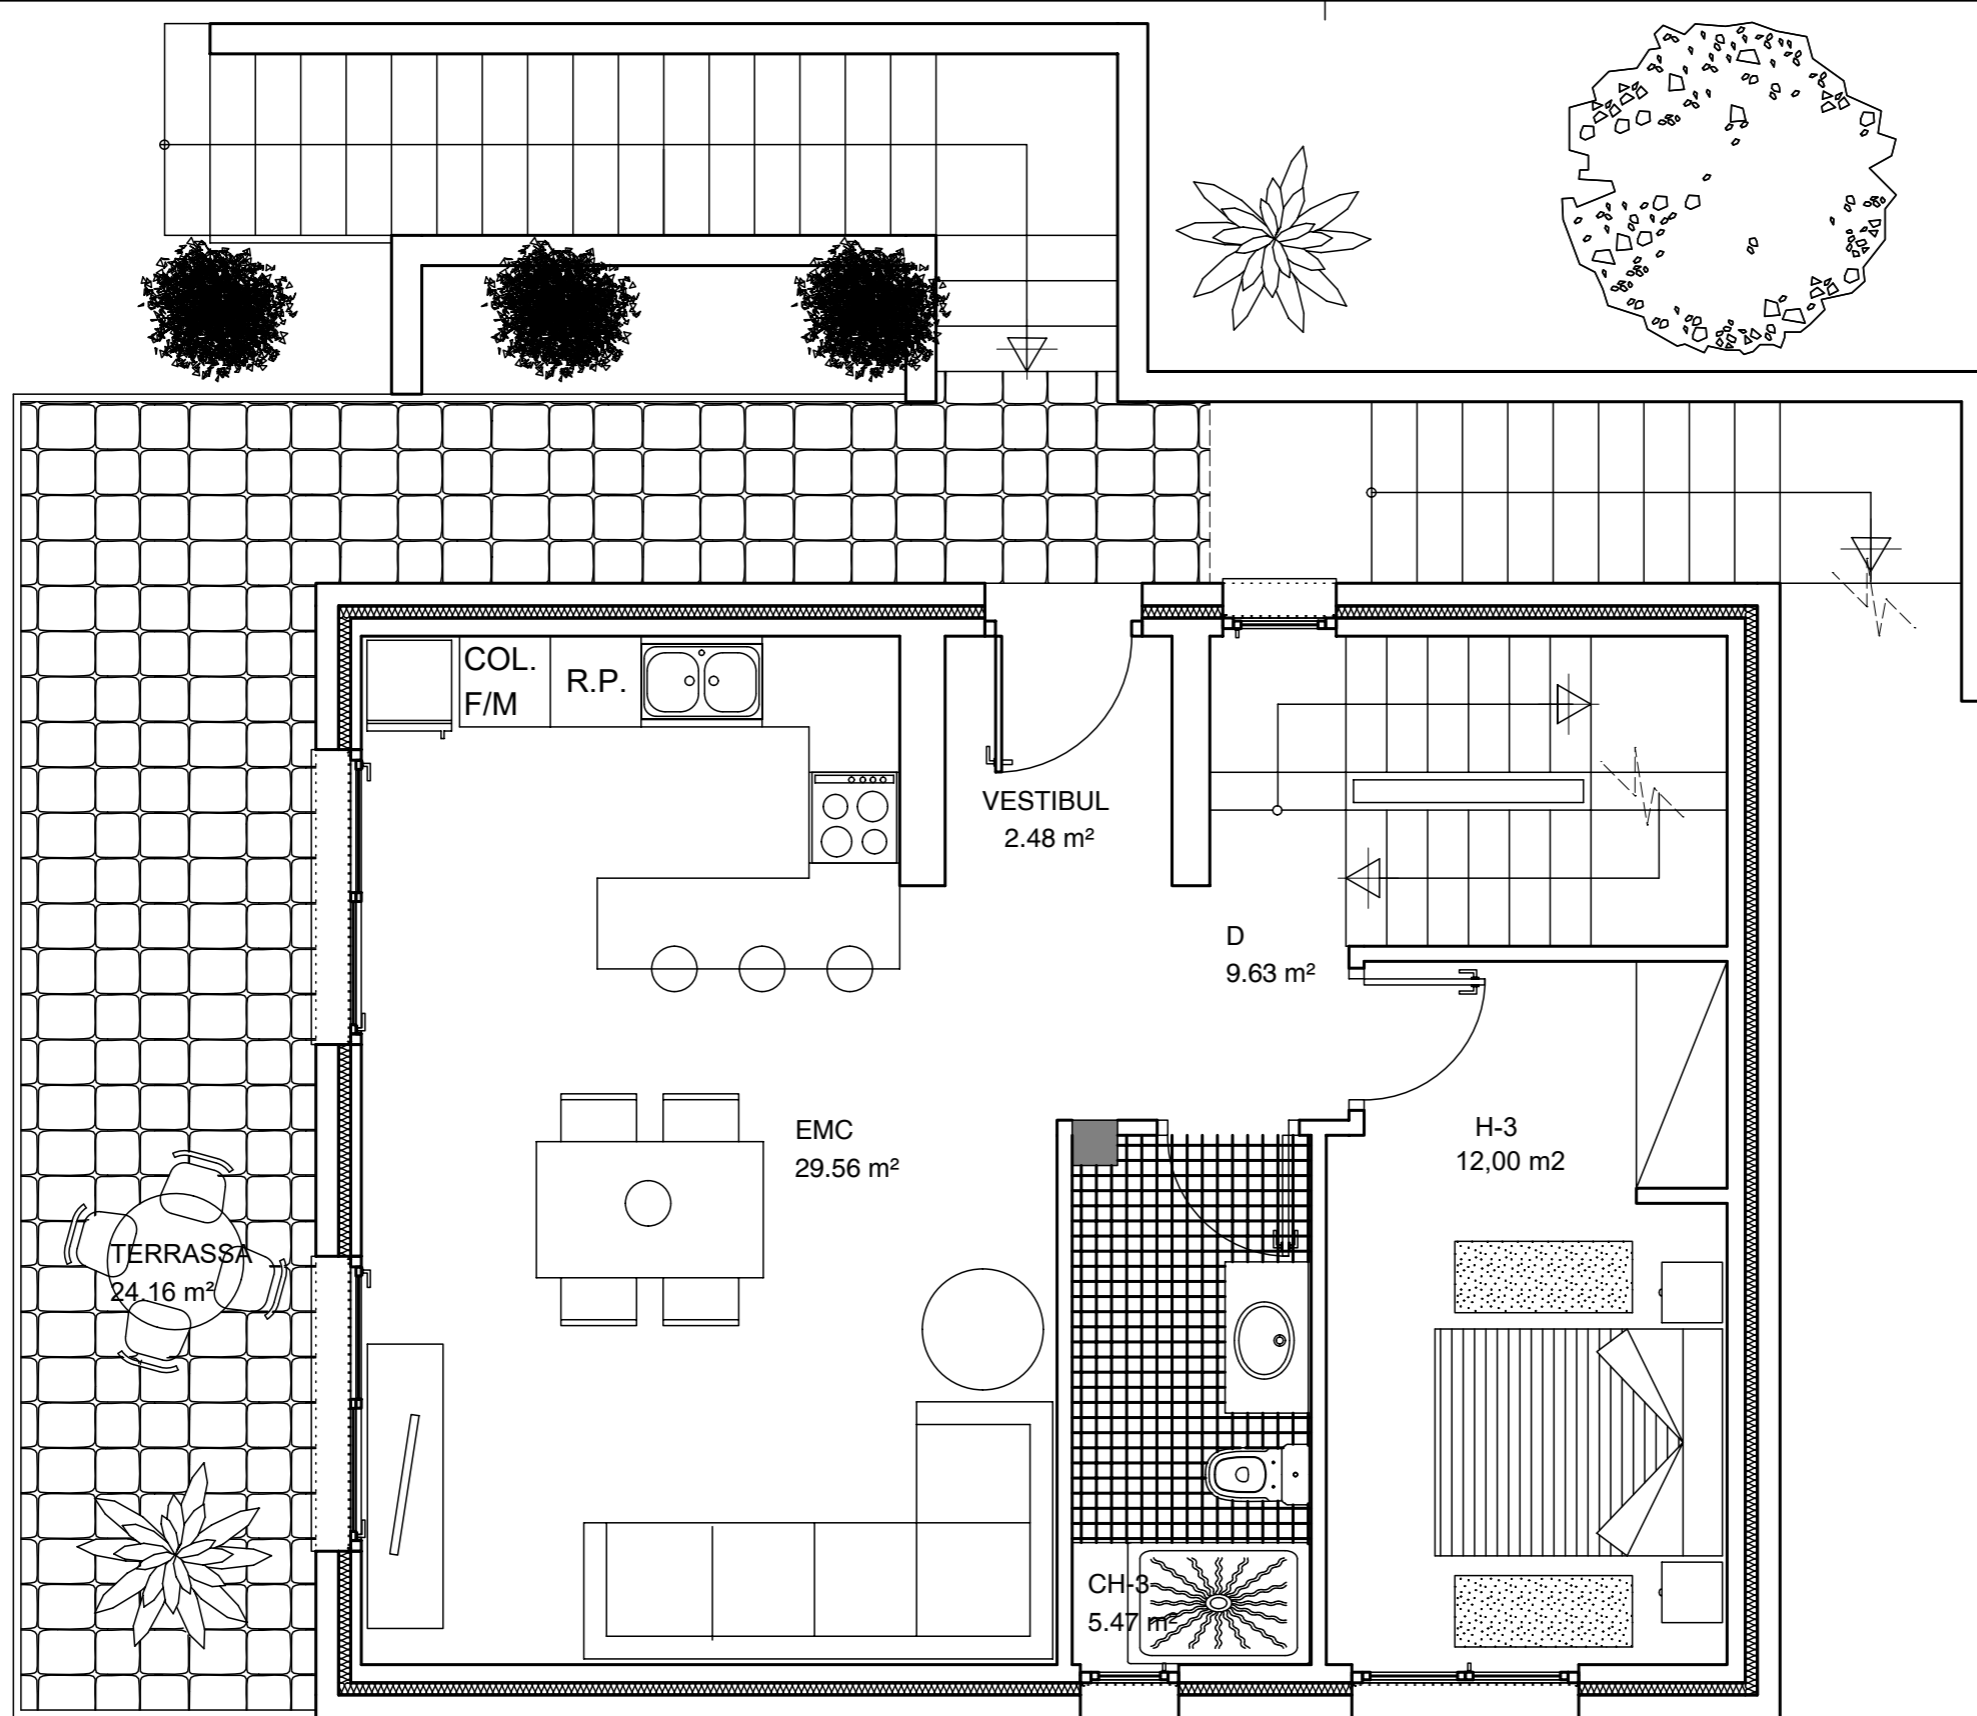 COL.
F/M
R.P.
VESTIBUL
2.48 m²
D
9.63 m²
EMC
29.56 m²
H-3
12,00 m2
TERRASSA
24.16 m²
CH-3
5.47 m²